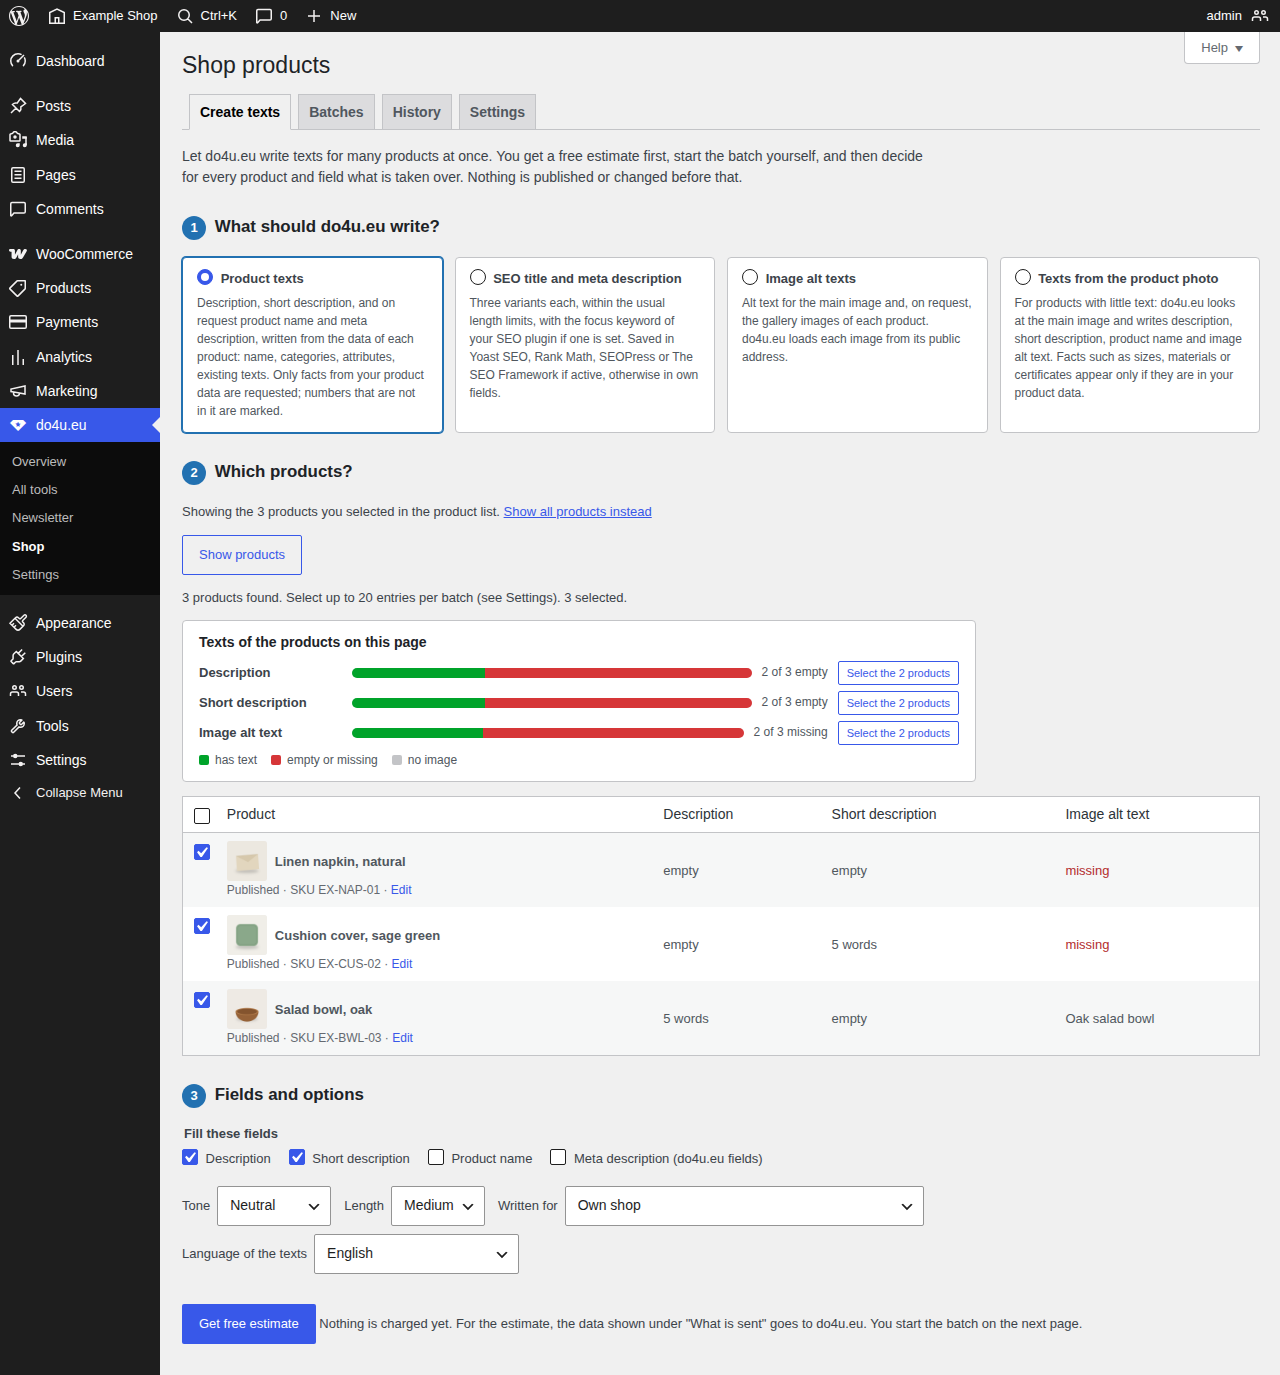 Example Shop
Ctrl+K
0
New
admin
Dashboard
Posts
Media
Pages
Comments
WooCommerce
Products
Payments
Analytics
Marketing
do4u.eu
Overview
All tools
Newsletter
Shop
Settings
Appearance
Plugins
Users
Tools
Settings
Collapse Menu
Help
Shop products
Create texts
Batches
History
Settings
Let do4u.eu write texts for many products at once. You get a free estimate first, start the batch yourself, and then decide
for every product and field what is taken over. Nothing is published or changed before that.
1 What should do4u.eu write?
Product texts
Description, short description, and on
request product name and meta
description, written from the data of each
product: name, categories, attributes,
existing texts. Only facts from your product
data are requested; numbers that are not
in it are marked.
SEO title and meta description
Three variants each, within the usual
length limits, with the focus keyword of
your SEO plugin if one is set. Saved in
Yoast SEO, Rank Math, SEOPress or The
SEO Framework if active, otherwise in own
fields.
Image alt texts
Alt text for the main image and, on request,
the gallery images of each product.
do4u.eu loads each image from its public
address.
Texts from the product photo
For products with little text: do4u.eu looks
at the main image and writes description,
short description, product name and image
alt text. Facts such as sizes, materials or
certificates appear only if they are in your
product data.
2 Which products?
Showing the 3 products you selected in the product list. Show all products instead
Show products
3 products found. Select up to 20 entries per batch (see Settings). 3 selected.
Texts of the products on this page
Description 2 of 3 empty Select the 2 products
Short description 2 of 3 empty Select the 2 products
Image alt text 2 of 3 missing Select the 2 products
has text empty or missing no image
Product Description Short description Image alt text
Linen napkin, natural
Published · SKU EX-NAP-01 · Edit
empty empty missing
Cushion cover, sage green
Published · SKU EX-CUS-02 · Edit
empty 5 words missing
Salad bowl, oak
Published · SKU EX-BWL-03 · Edit
5 words empty Oak salad bowl
3 Fields and options
Fill these fields
Description Short description Product name Meta description (do4u.eu fields)
Tone Neutral Length Medium Written for Own shop
Language of the texts English
Get free estimate Nothing is charged yet. For the estimate, the data shown under "What is sent" goes to do4u.eu. You start the batch on the next page.